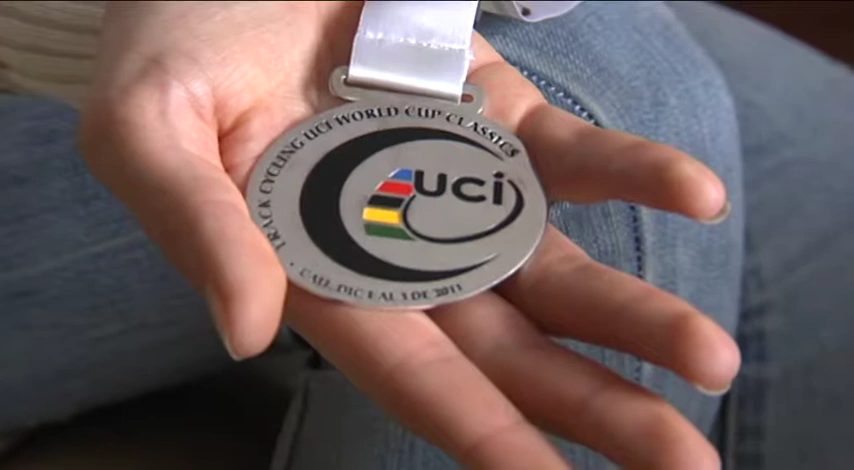 TRACK CYCLING UCI WORLD CUP CLASSICS
UCI
CALI, DIC 1 AL 3 DE 2011